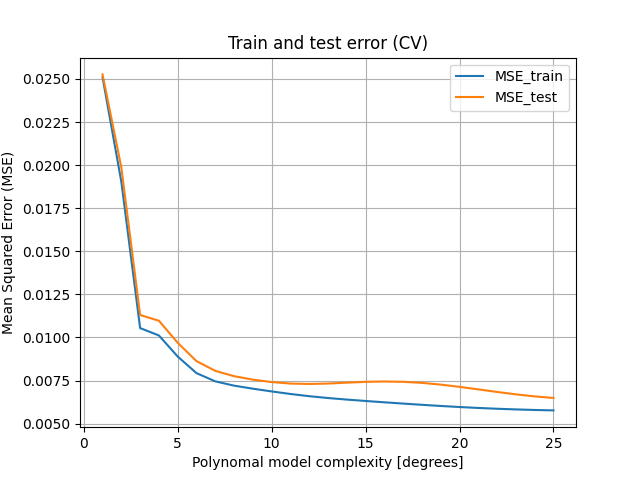 Train and test error (CV)
MSE_train
MSE_test
Mean Squared Error (MSE)
0.0250
0.0225
0.0200
0.0175
0.0150
0.0125
0.0100
0.0075
0.0050
0 5 10 15 20 25
Polynomal model complexity [degrees]